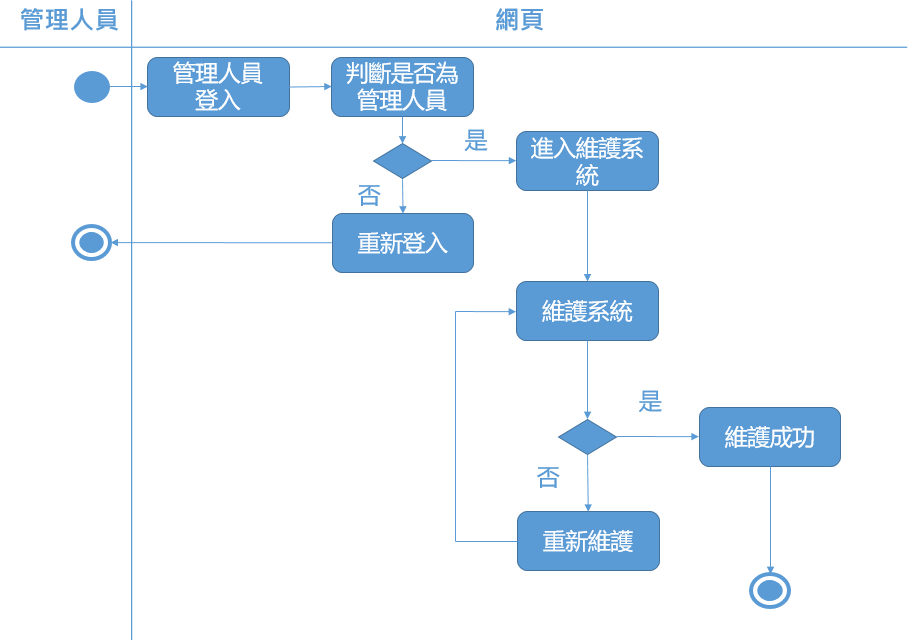 管理人員
網頁
管理人員
登入
判斷是否為
管理人員
是
進入維護系
統
否
重新登入
維護系統
是
維護成功
否
重新維護